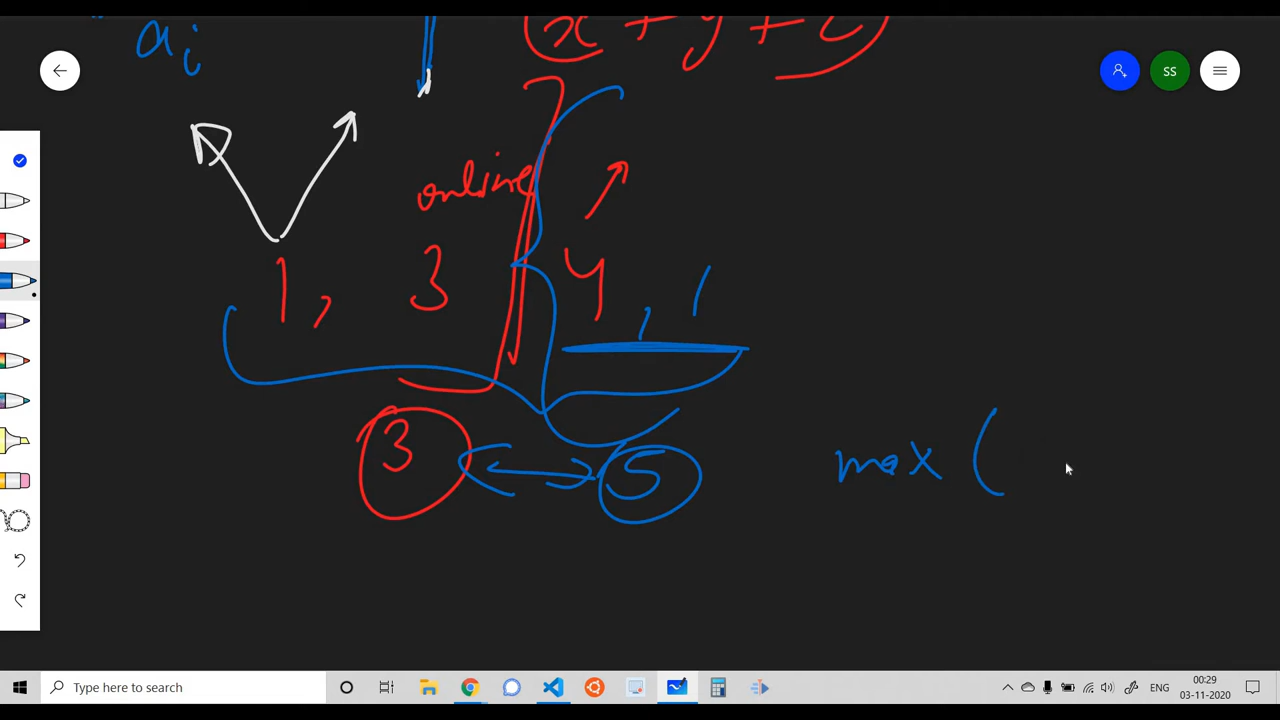 a i (x + y + z)
SS
online
1, 3 4, 1
3 5 max (
Type here to search
ENG
00:29
03-11-2020